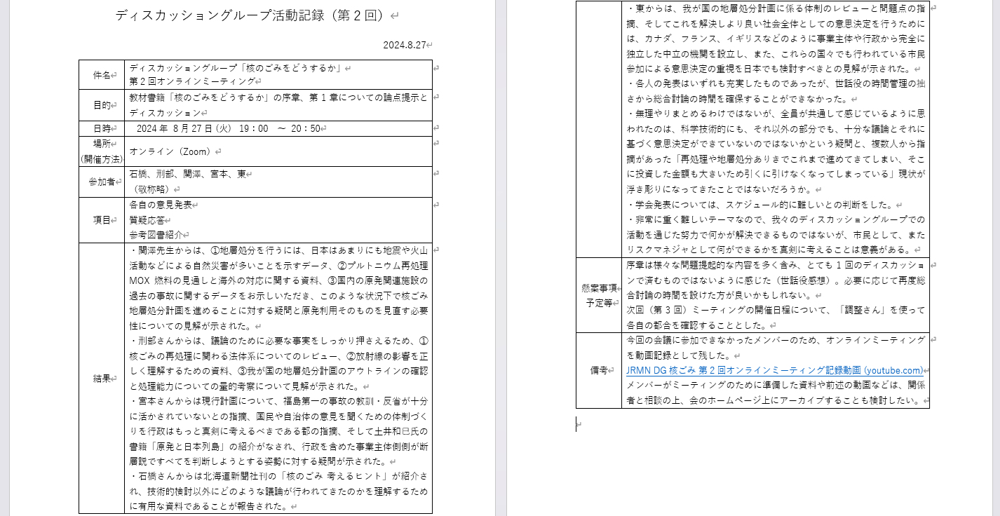 ディスカッショングループ活動記録（第２回）
2024.8.27
件名
ディスカッショングループ「核のごみをどうするか」
第２回オンラインミーティング
目的
教材書籍「核のごみをどうするか」の序章、第１章についての論点提示と
ディスカッション
日時
2024 年 8 月 27 日 (火) 19：00 ～ 20：50
場所
(開催方法)
オンライン（Zoom）
参加者
石橋、刑部、関澤、宮本、東
（敬称略）
項目
各自の意見発表
質疑応答
参考図書紹介
結果
・関澤先生からは、①地層処分を行うには、日本はあまりにも地震や火山
活動などによる自然災害が多いことを示すデータ、②プルトニウム再処理
MOX 燃料の見通しと海外の対応に関する資料、③国内の原発関連施設の
過去の事故に関するデータをお示しいただき、このような状況下で核ごみ
地層処分計画を進めることに対する疑問と原発利用そのものを見直す必要
性についての見解が示された。
・刑部さんからは、議論のために必要な事実をしっかり押さえるため、①
核ごみの再処理に関わる法体系についてのレビュー、②放射線の影響を正
しく理解するための資料、③我が国の地層処分計画のアウトラインの確認
と処理能力についての量的考察について見解が示された。
・宮本さんからは現行計画について、福島第一の事故の教訓・反省が十分
に活かされていないとの指摘、国民や自治体の意見を聞くための体制づく
りを行政はもっと真剣に考えるべきである都の指摘、そして土井和巳氏の
書籍「原発と日本列島」の紹介がなされ、行政を含めた事業主体側側が断
層説ですべてを判断しようとする姿勢に対する疑問が示された。
・石橋さんからは北海道新聞社刊の「核のごみ 考えるヒント」が紹介さ
れ、技術的検討以外にどのような議論が行われてきたのかを理解するため
に有用な資料であることが報告された。
・東からは、我が国の地層処分計画に係る体制のレビューと問題点の指
摘、そしてこれを解決しより良い社会全体としての意思決定を行うために
は、カナダ、フランス、イギリスなどのように事業主体や行政から完全に
独立した中立の機関を設立し、また、これらの国々でも行われている市民
参加による意思決定の重視を日本でも検討すべきとの見解が示された。
・各人の発表はいずれも充実したものであったが、世話役の時間管理の拙
さから総合討論の時間を確保することができなかった。
・無理やりまとめるわけではないが、全員が共通して感じているように思
われたのは、科学技術的にも、それ以外の部分でも、十分な議論とそれに
基づく意思決定ができていないのではないかという疑問と、複数人から指
摘があった「再処理や地層処分ありきでこれまで進めてきてしまい、そこ
に投資した金額も大きいため引くに引けなくなってしまっている」現状が
浮き彫りになってきたことではないだろうか。
・学会発表については、スケジュール的に難しいとの判断をした。
・非常に重く難しいテーマなので、我々のディスカッショングループでの
活動を通じた努力で何かが解決できるものではないが、市民として、また
リスクマネジャとして何ができるかを真剣に考えることは意義がある。
懸案事項
予定等
序章は様々な問題提起的な内容を多く含み、とても 1 回のディスカッショ
ンで済むものではないように感じた（世話役感想）。必要に応じて再度総
合討論の時間を設けた方が良いかもしれない。
次回（第 3 回）ミーティングの開催日程について、「調整さん」を使って
各自の都合を確認することとした。
備考
今回の会議に参加できなかったメンバーのため、オンラインミーティング
を動画記録として残した。
JRMN DG 核ごみ 第２回オンラインミーティング記録動画 (youtube.com)
メンバーがミーティングのために準備した資料や前述の動画などは、関係
者と相談の上、会のホームページ上にアーカイブすることも検討したい。